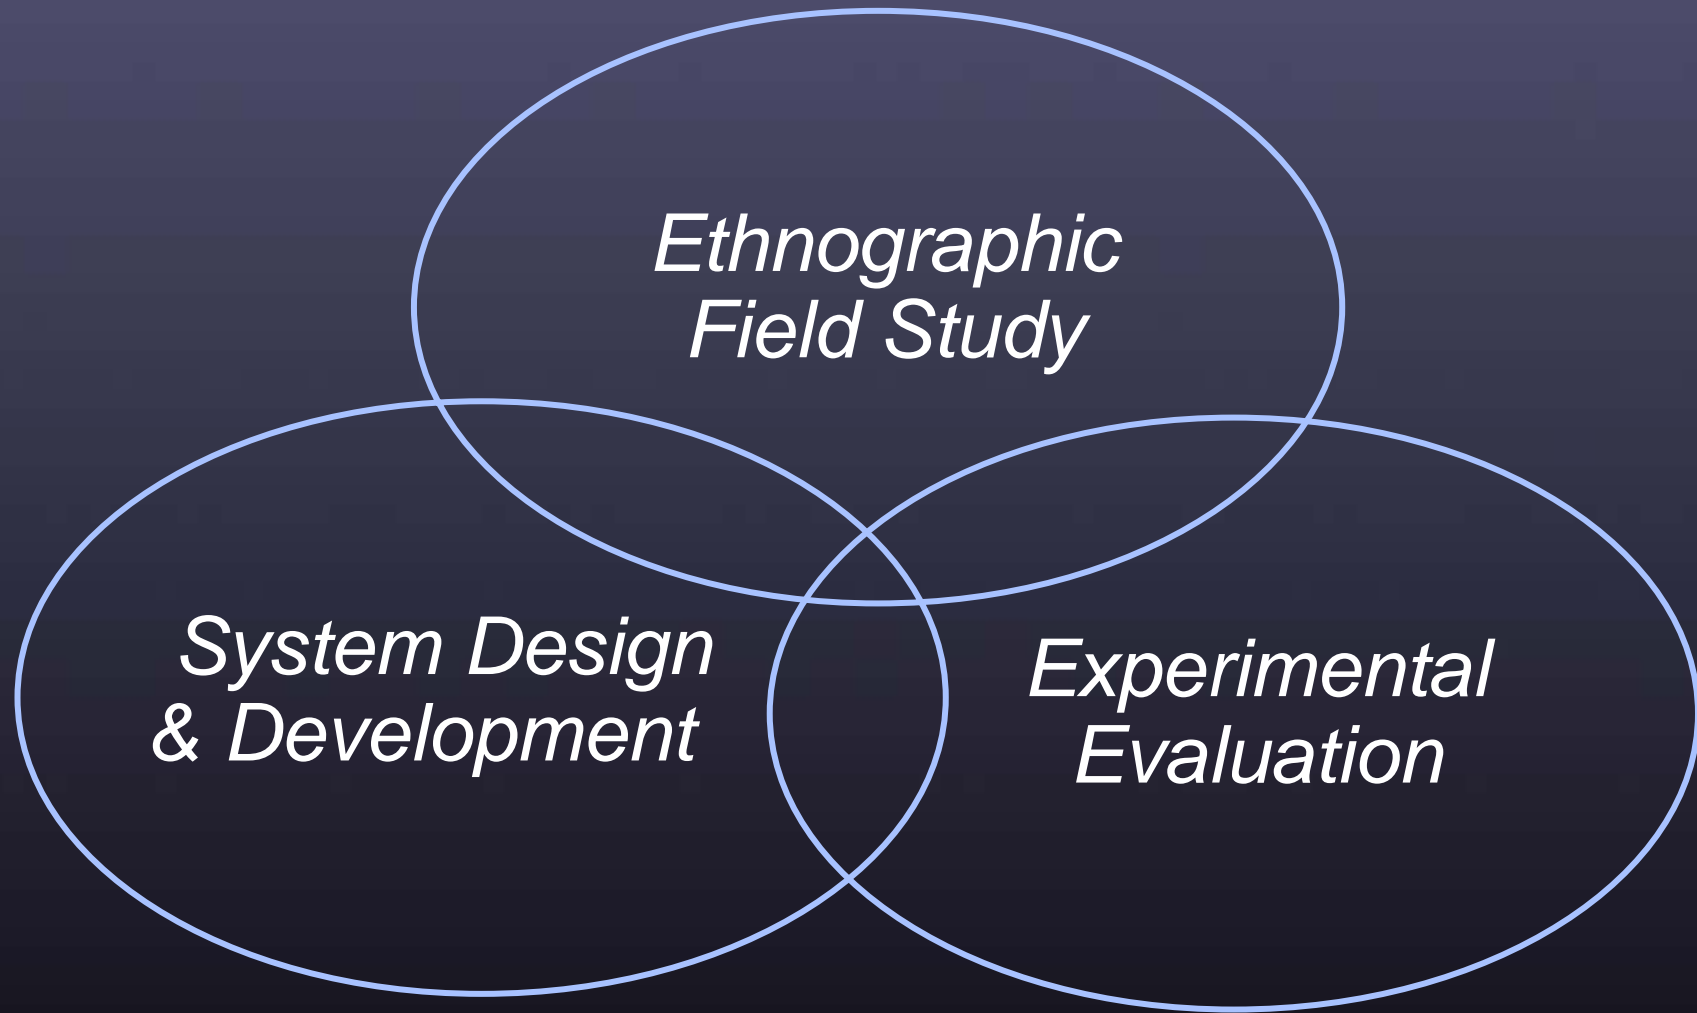 Ethnographic
Field Study
System Design
& Development
Experimental
Evaluation